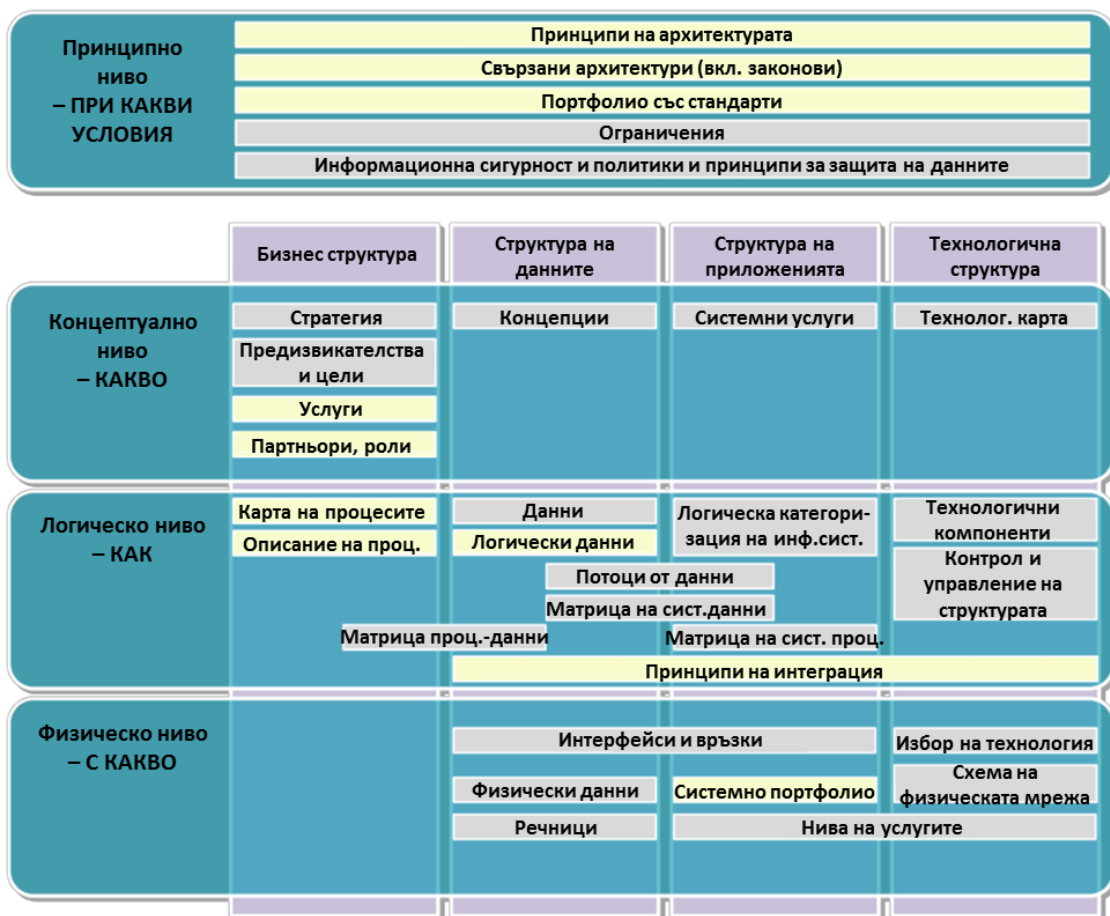 Принципно
ниво
– ПРИ КАКВИ
УСЛОВИЯ
Принципи на архитектурата
Свързани архитектури (вкл. законови)
Портфолио със стандарти
Ограничения
Информационна сигурност и политики и принципи за защита на данните
Бизнес структура
Структура на
данните
Структура на
приложенията
Технологична
структура
Концептуално
ниво
– КАКВО
Стратегия
Предизвикателства
и цели
Услуги
Партньори, роли
Концепции
Системни услуги
Технолог. карта
Логическо ниво
– КАК
Карта на процесите
Описание на проц.
Данни
Логически данни
Логическа категори-
зация на инф.сист.
Технологични
компоненти
Контрол и
управление на
структурата
Потоци от данни
Матрица на сист.данни
Матрица проц.-данни
Матрица на сист. проц.
Принципи на интеграция
Физическо ниво
– С КАКВО
Интерфейси и връзки
Избор на технология
Физически данни
Системно портфолио
Схема на
физическата мрежа
Речници
Нива на услугите